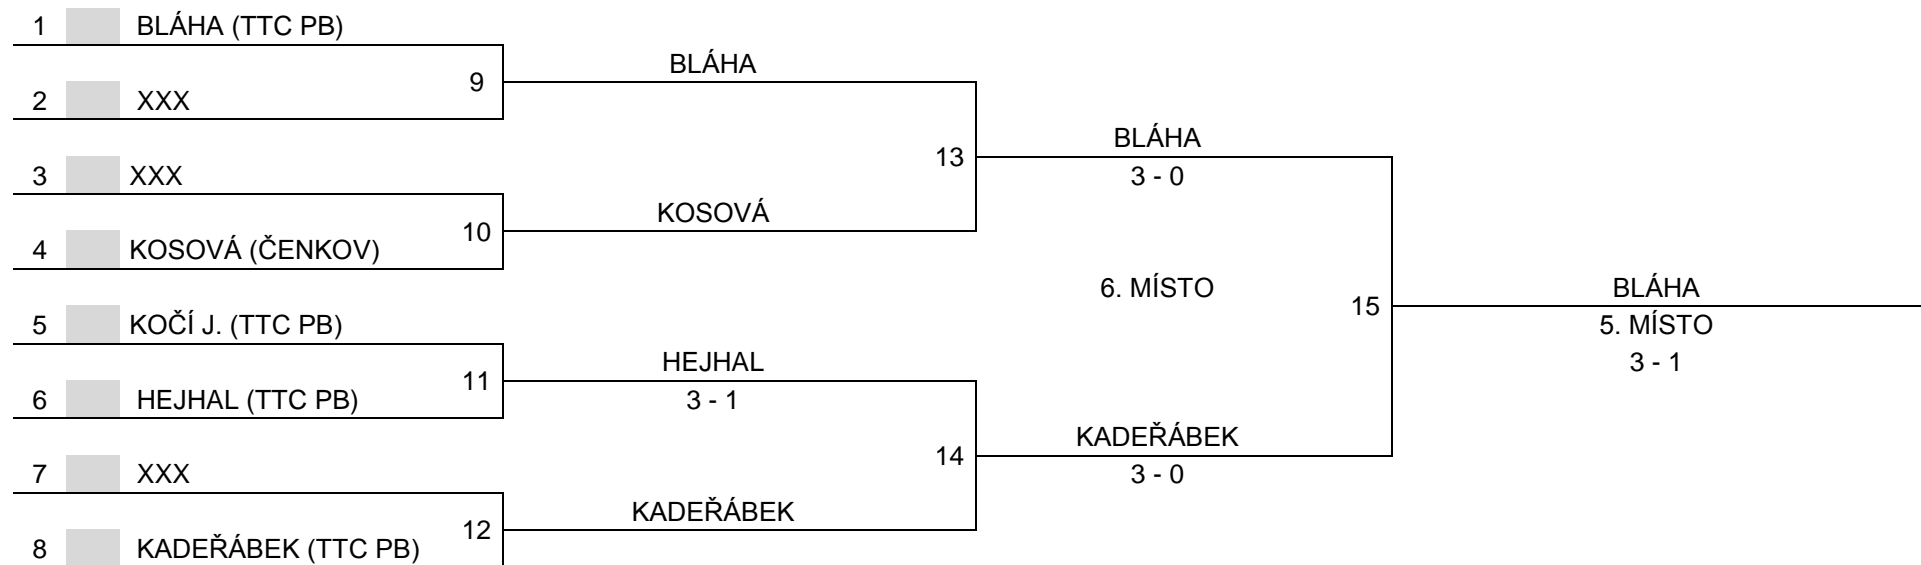 1 BLÁHA (TTC PB)
BLÁHA
9
2 XXX
BLÁHA
13
3 - 0
3 XXX
KOSOVÁ
10
4 KOSOVÁ (ČENKOV)
6. MÍSTO
BLÁHA
15
5 KOČÍ J. (TTC PB)
5. MÍSTO
HEJHAL
3 - 1
11
6 HEJHAL (TTC PB)
3 - 1
KADEŘÁBEK
14
7 XXX
3 - 0
KADEŘÁBEK
12
8 KADEŘÁBEK (TTC PB)